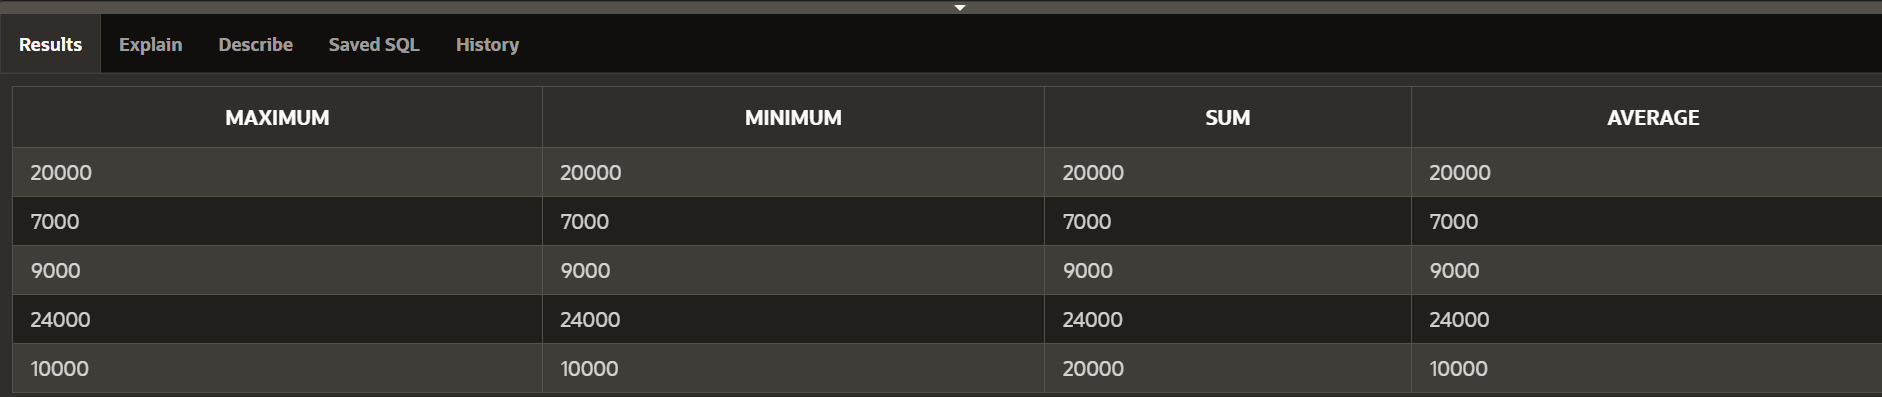 Results Explain Describe Saved SQL History
MAXIMUM MINIMUM SUM AVERAGE
20000 20000 20000 20000
7000 7000 7000 7000
9000 9000 9000 9000
24000 24000 24000 24000
10000 10000 20000 10000